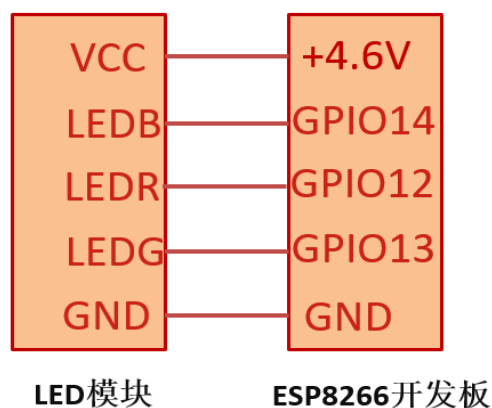 VCC +4.6V
LEDB GPIO14
LEDR GPIO12
LEDG GPIO13
GND GND
LED模块 ESP8266开发板